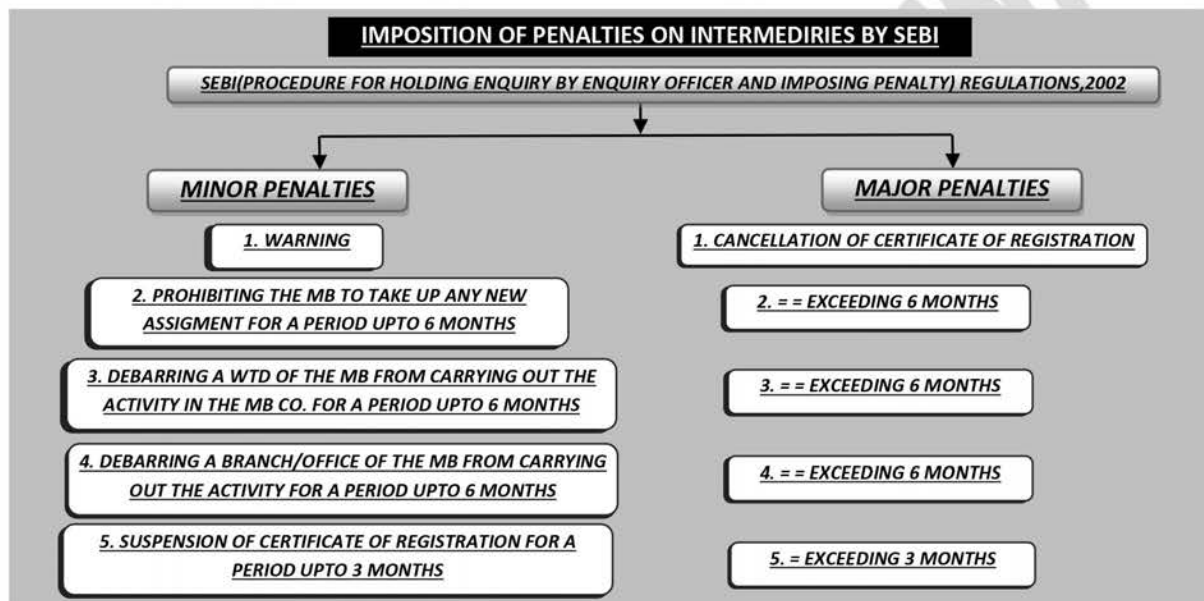 IMPOSITION OF PENALTIES ON INTERMEDIRIES BY SEBI
SEBI(PROCEDURE FOR HOLDING ENQUIRY BY ENQUIRY OFFICER AND IMPOSING PENALTY) REGULATIONS,2002
MINOR PENALTIES
1. WARNING
2. PROHIBITING THE MB TO TAKE UP ANY NEW
ASSIGMENT FOR A PERIOD UPTO 6 MONTHS
3. DEBARRING A WTD OF THE MB FROM CARRYING OUT THE
ACTIVITY IN THE MB CO. FOR A PERIOD UPTO 6 MONTHS
4. DEBARRING A BRANCH/OFFICE OF THE MB FROM CARRYING
OUT THE ACTIVITY FOR A PERIOD UPTO 6 MONTHS
5. SUSPENSION OF CERTIFICATE OF REGISTRATION FOR A
PERIOD UPTO 3 MONTHS
MAJOR PENALTIES
1. CANCELLATION OF CERTIFICATE OF REGISTRATION
2. = = EXCEEDING 6 MONTHS
3. = = EXCEEDING 6 MONTHS
4. = = EXCEEDING 6 MONTHS
5. = EXCEEDING 3 MONTHS